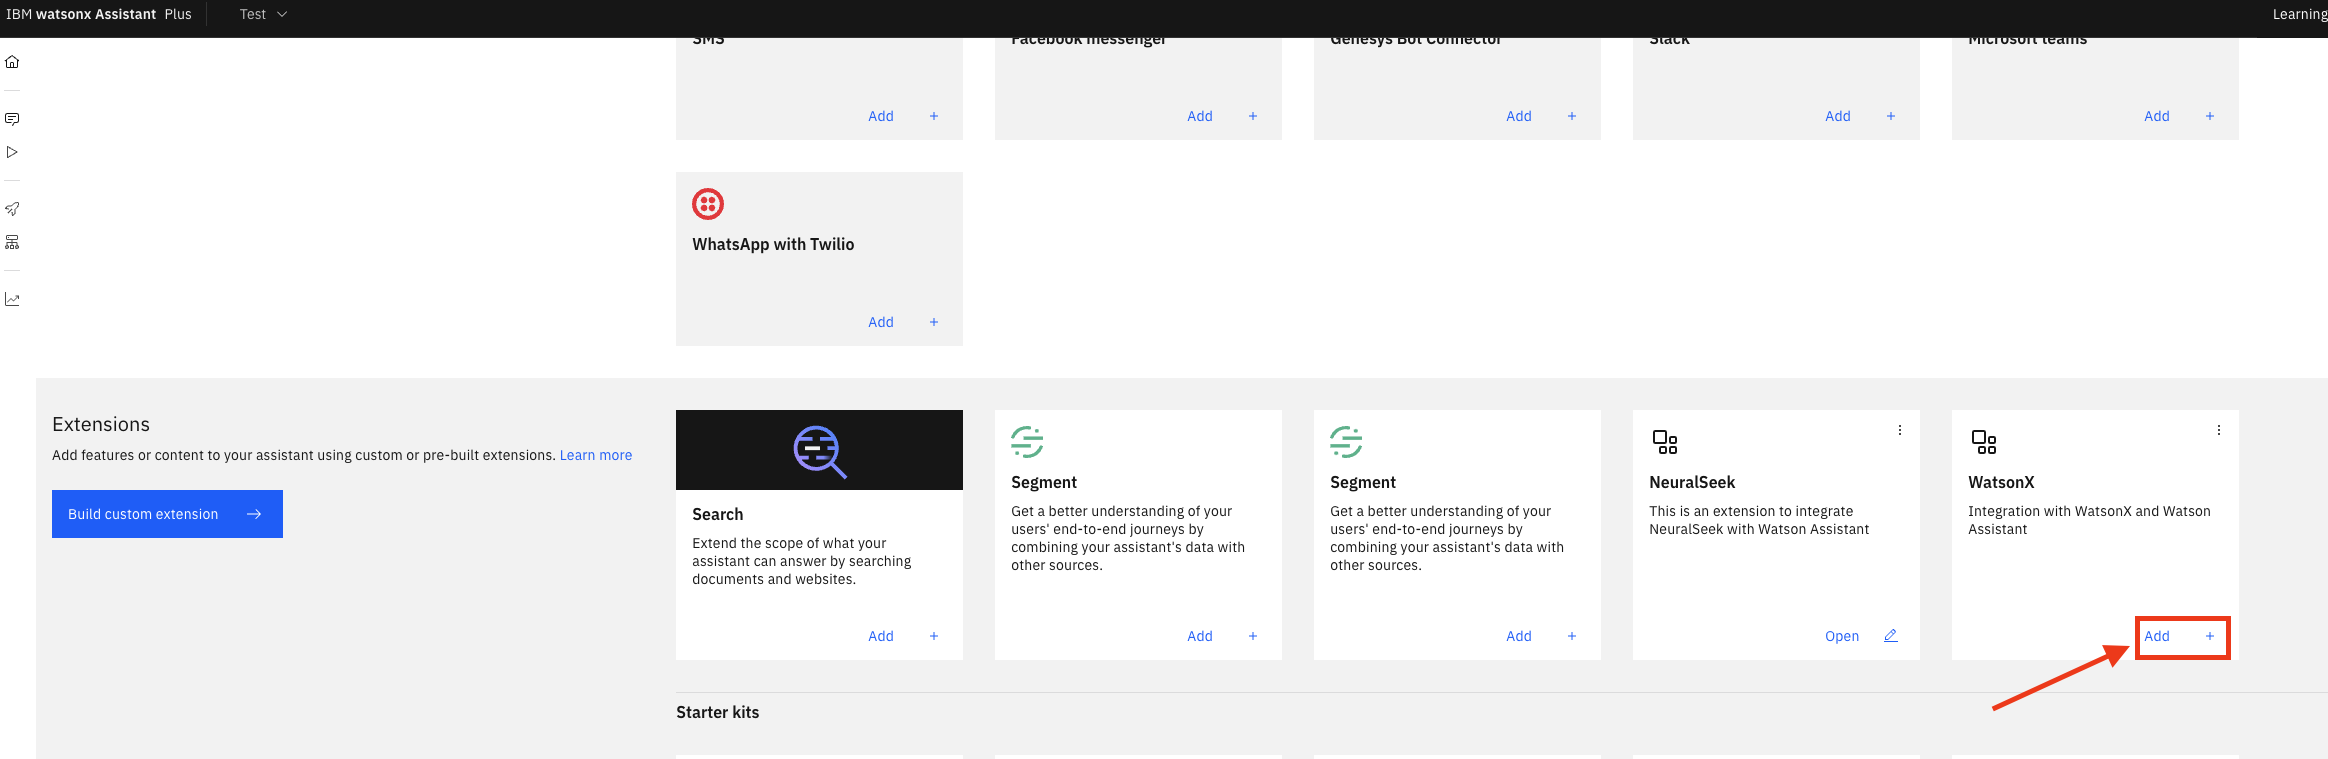 IBM watsonx Assistant Plus
Test
Learning
SMS
Facebook messenger
Genesys Bot Connector
Slack
Microsoft teams
Add +
Add +
Add +
Add +
Add +
WhatsApp with Twilio
Add +
Extensions
Add features or content to your assistant using custom or pre-built extensions. Learn more
Build custom extension
Search
Extend the scope of what your
assistant can answer by searching
documents and websites.
Add +
Segment
Get a better understanding of your
users' end-to-end journeys by
combining your assistant's data with
other sources.
Add +
Segment
Get a better understanding of your
users' end-to-end journeys by
combining your assistant's data with
other sources.
Add +
NeuralSeek
This is an extension to integrate
NeuralSeek with Watson Assistant
Open
WatsonX
Integration with WatsonX and Watson
Assistant
Add +
Starter kits